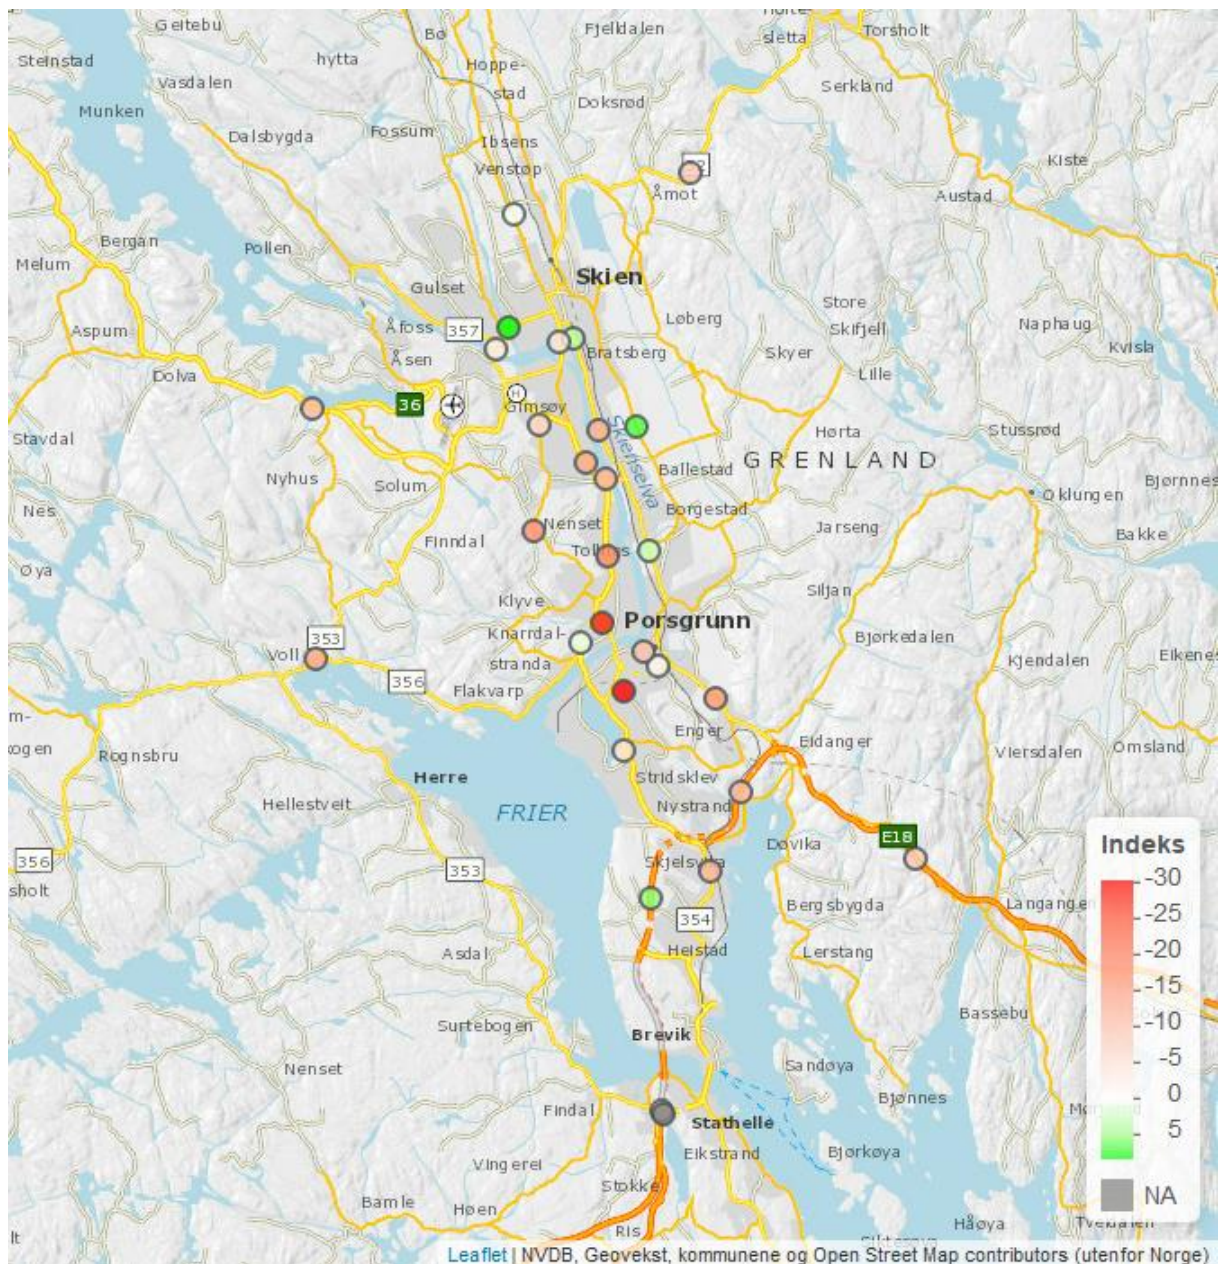 Geitebu
Bø
Fjelldalen
sletta
Torsholt
Steinstad
hytta
Hoppe-
stad
Vasdalen
Doksrød
Serkland
Munken
Dalsbygda
Fossum
Ibsens
Venstøp
Kiste
Åmot
Austad
Bergan
Pollen
Melum
Skien
Gulset
Store
Skifjell
Åfoss
357
Løberg
Naphaug
Aspum
Åsen
Bratsberg
Skyer
Kvisla
Dolva
Lille
36
H
Gimsøy
Stavdal
Hørta
Stussrød
Skienselva
GRENLAND
Nyhus
Solum
Ballestad
Bjørnnes
Oklungen
Nes
Borgestad
Nenset
Jarseng
Bakke
Finndal
Øya
Klyve
Siljan
Porsgrunn
353
Knarrdal-
stranda
Bjørkedalen
Voll
Kjendalen
Eikenes
356
Flakvarp
m-
Enger
Eidanger
Rognsbru
Viersdalen
Omsland
Herre
Stridsklev
Hellestveit
FRIER
Nystrand
E18
Dovika
Indeks
356
353
-30
sholt
Bergsbygda
Langangen
-25
354
Heistad
Asdal
Lerstang
-20
-15
Bassebu
Surtebogen
-10
Brevik
Nenset
Sandøya
-5
Findal
Bjønnes
0
Stathelle
5
Eikstrand
Bjørkøya
Vingerei
Stokke
NA
Bamle
Høen
Håøya
Tveidalen
Ris
lt
Leaflet | NVDB, Geovekst, kommunene og Open Street Map contributors (utenfor Norge)